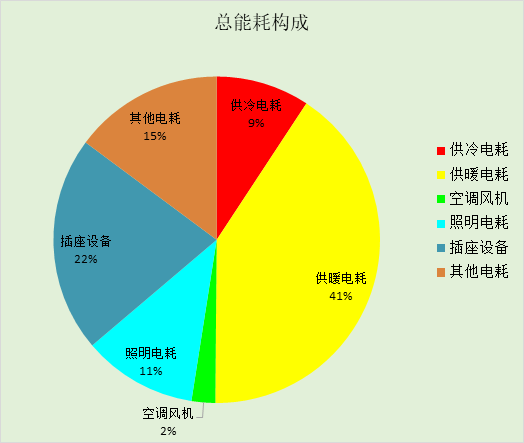 总能耗构成
供冷电耗
9%
其他电耗
15%
插座设备
22%
供暖电耗
41%
照明电耗
11%
空调风机
2%
供冷电耗
供暖电耗
空调风机
照明电耗
插座设备
其他电耗